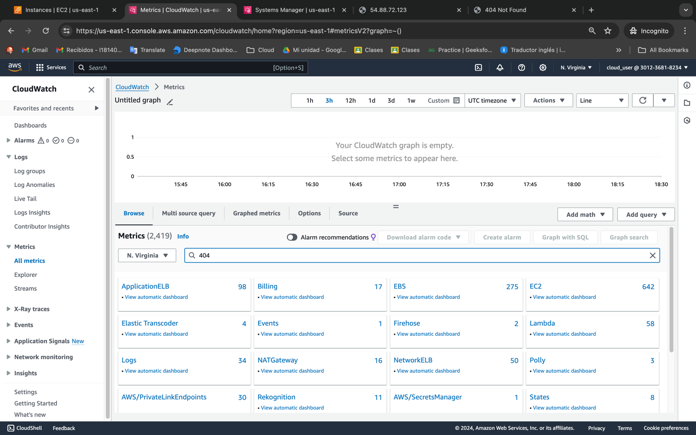 Instances | EC2 | us-east-1
Metrics | CloudWatch | us-east-1
Systems Manager | us-east-1
54.88.72.123
404 Not Found
https://us-east-1.console.aws.amazon.com/cloudwatch/home?region=us-east-1#metricsV2?graph=~()
Incognito
Gmail
Recibidos – i18140...
Translate
Deepnote Dashbo...
Cloud
Mi unidad - Googl...
Clases
Clases
Practice | Geeksfo...
Traductor inglés | i...
All Bookmarks
aws
Services
Search
[Option+S]
N. Virginia
cloud_user @ 3012-3681-8234
CloudWatch
Favorites and recents
Dashboards
Alarms 0 0 0
Logs
Log groups
Log Anomalies
Live Tail
Logs Insights
Contributor Insights
Metrics
All metrics
Explorer
Streams
X-Ray traces
Events
Application Signals New
Network monitoring
Insights
Settings
Getting Started
What's new
CloudWatch
Metrics
Untitled graph
1h
3h
12h
1d
3d
1w
Custom
UTC timezone
Actions
Line
1
0.5
0
Your CloudWatch graph is empty.
Select some metrics to appear here.
15:45
16:00
16:15
16:30
16:45
17:00
17:15
17:30
17:45
18:00
18:15
18:30
Browse
Multi source query
Graphed metrics
Options
Source
Add math
Add query
Metrics (2,419)
Info
Alarm recommendations
Download alarm code
Create alarm
Graph with SQL
Graph search
N. Virginia
404
ApplicationELB 98
• View automatic dashboard
Billing 17
• View automatic dashboard
EBS 275
• View automatic dashboard
EC2 642
• View automatic dashboard
Elastic Transcoder 4
• View automatic dashboard
Events 1
• View automatic dashboard
Firehose 2
• View automatic dashboard
Lambda 58
• View automatic dashboard
Logs 34
• View automatic dashboard
NATGateway 16
• View automatic dashboard
NetworkELB 50
• View automatic dashboard
Polly 3
• View automatic dashboard
AWS/PrivateLinkEndpoints 30
Rekognition 11
• View automatic dashboard
AWS/SecretsManager 1
States 8
• View automatic dashboard
CloudShell
Feedback
© 2024, Amazon Web Services, Inc. or its affiliates.
Privacy
Terms
Cookie preferences